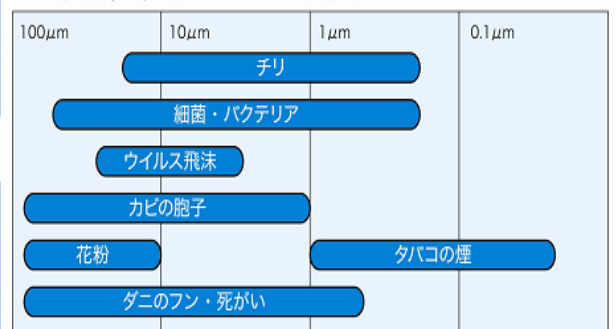 100μm 10μm 1μm 0.1μm
チリ
細菌・バクテリア
ウイルス飛沫
カビの胞子
花粉 タバコの煙
ダニのフン・死がい